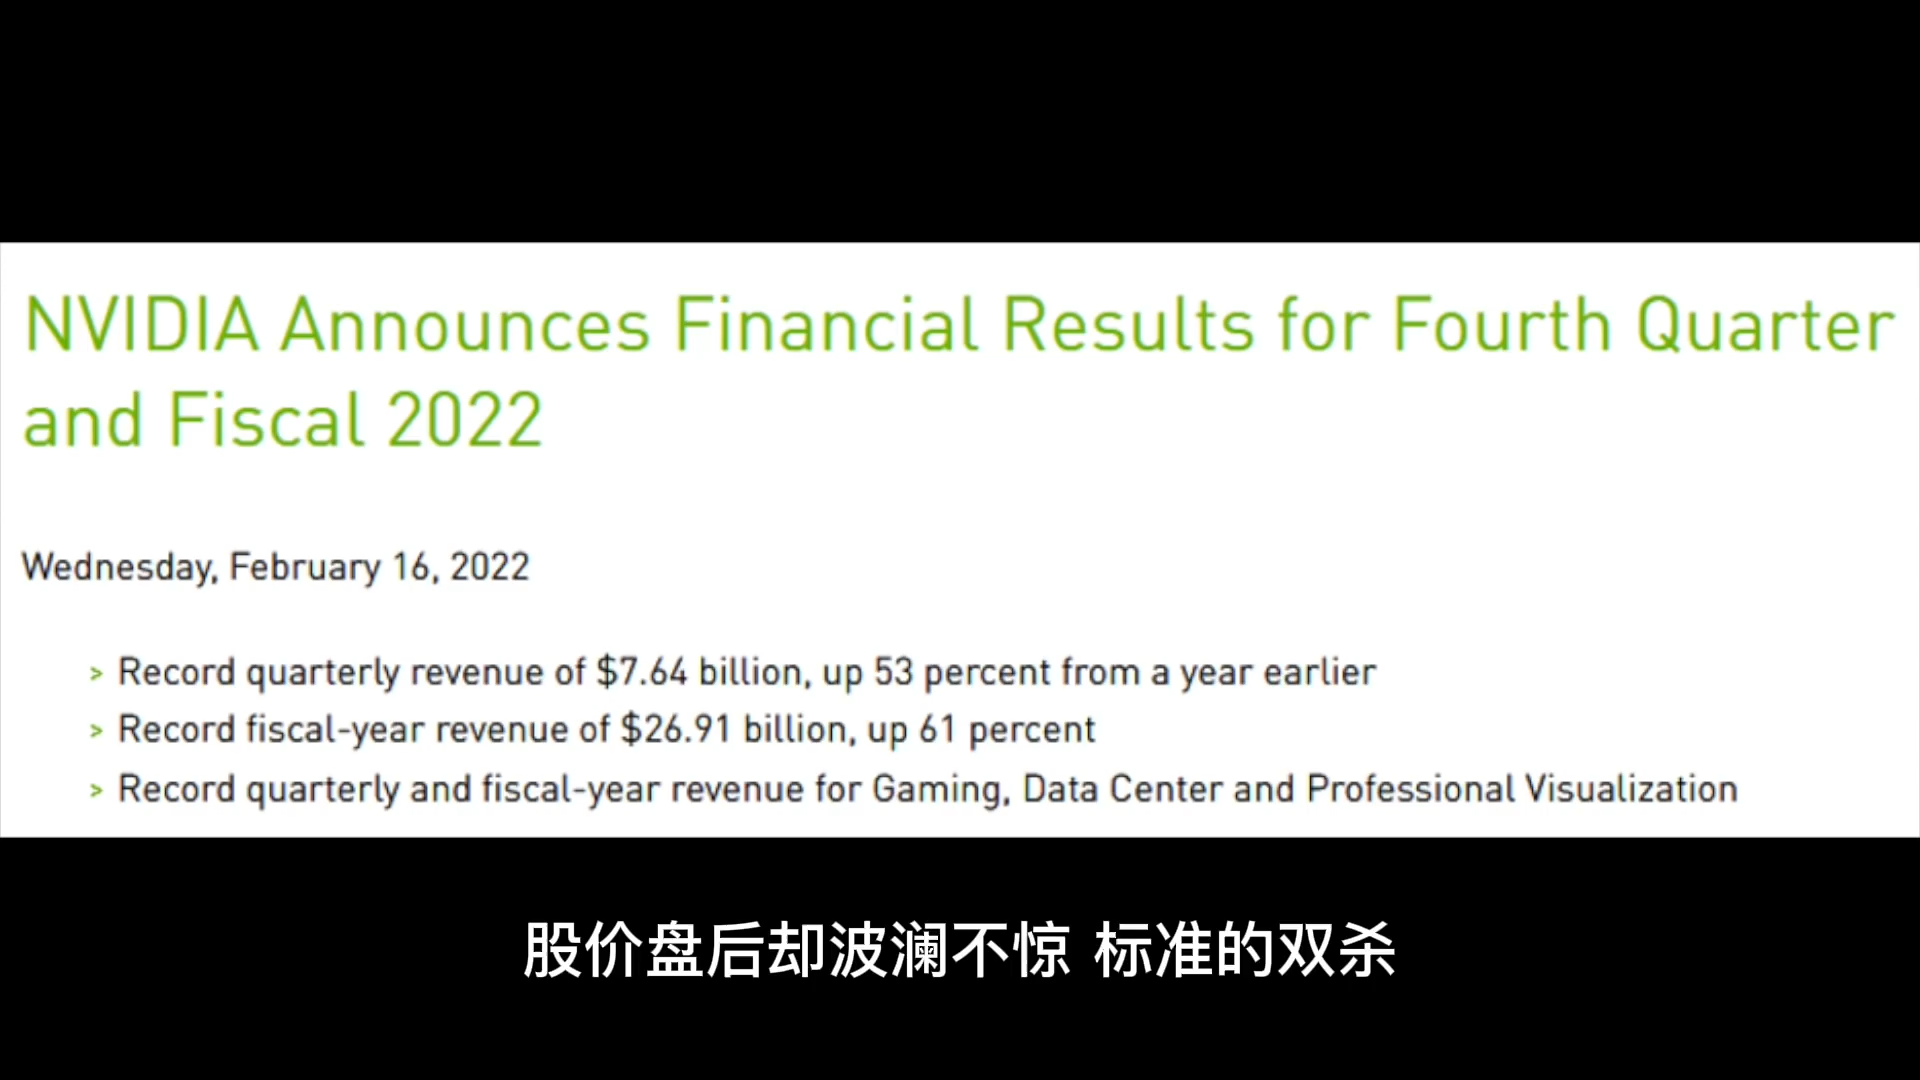 NVIDIA Announces Financial Results for Fourth Quarter
and Fiscal 2022
Wednesday, February 16, 2022
> Record quarterly revenue of $7.64 billion, up 53 percent from a year earlier
> Record fiscal-year revenue of $26.91 billion, up 61 percent
> Record quarterly and fiscal-year revenue for Gaming, Data Center and Professional Visualization
股价盘后却波澜不惊 标准的双杀